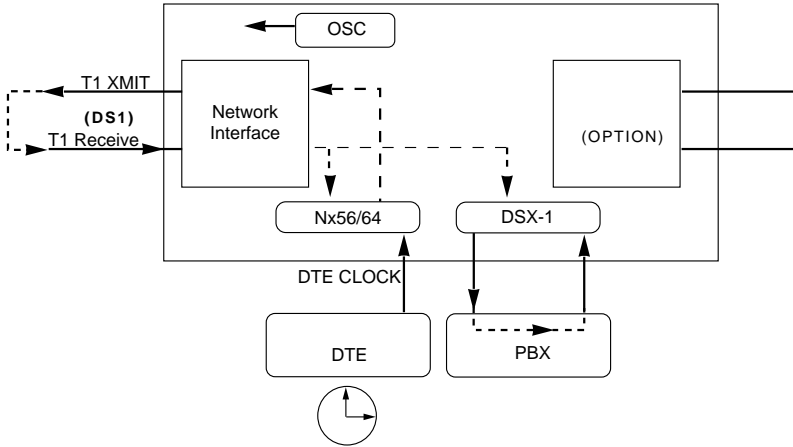 OSC
T1 XMIT
(DS1)
T1 Receive
Network
Interface
(OPTION)
Nx56/64
DSX-1
DTE CLOCK
DTE
PBX